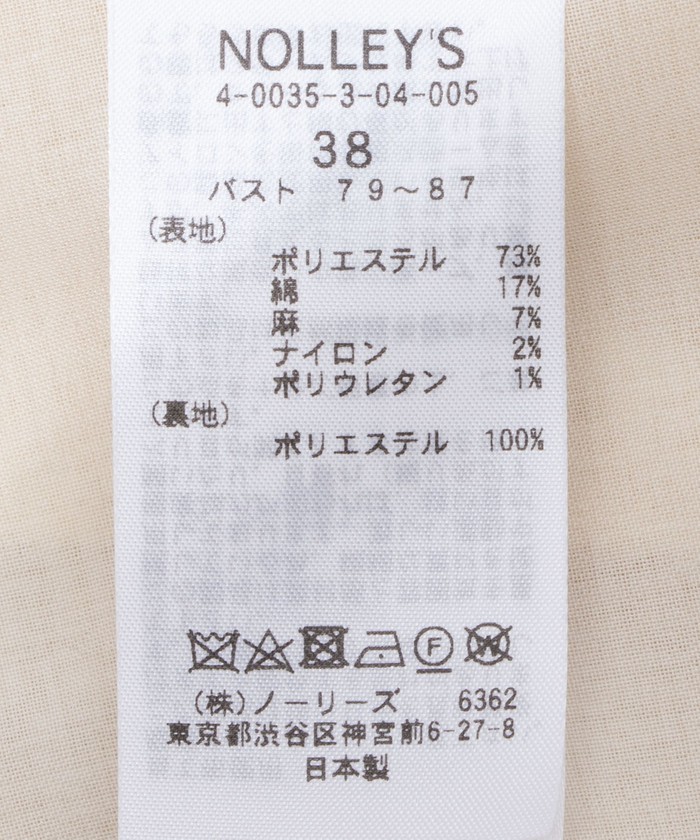 NOLLEY'S
4-0035-3-04-005
38
バスト 79~87
(表地)
ポリエステル 73%
綿 17%
麻 7%
ナイロン 2%
ポリウレタン 1%
(裏地)
ポリエステル 100%
F W
(株)ノーリーズ 6362
東京都渋谷区神宮前6-27-8
日本製